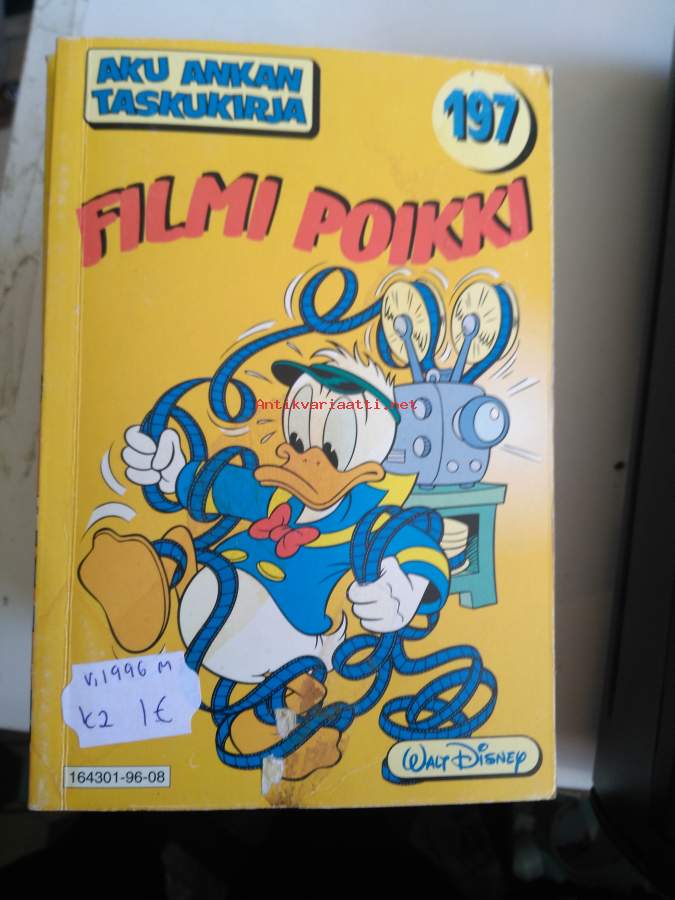 AKU ANKAN
TASKUKIRJA
197
FILMI POIKKI
Antikvariaatti.net
v, 1996 M
K2 1€
WALT DISNEY
164301-96-08